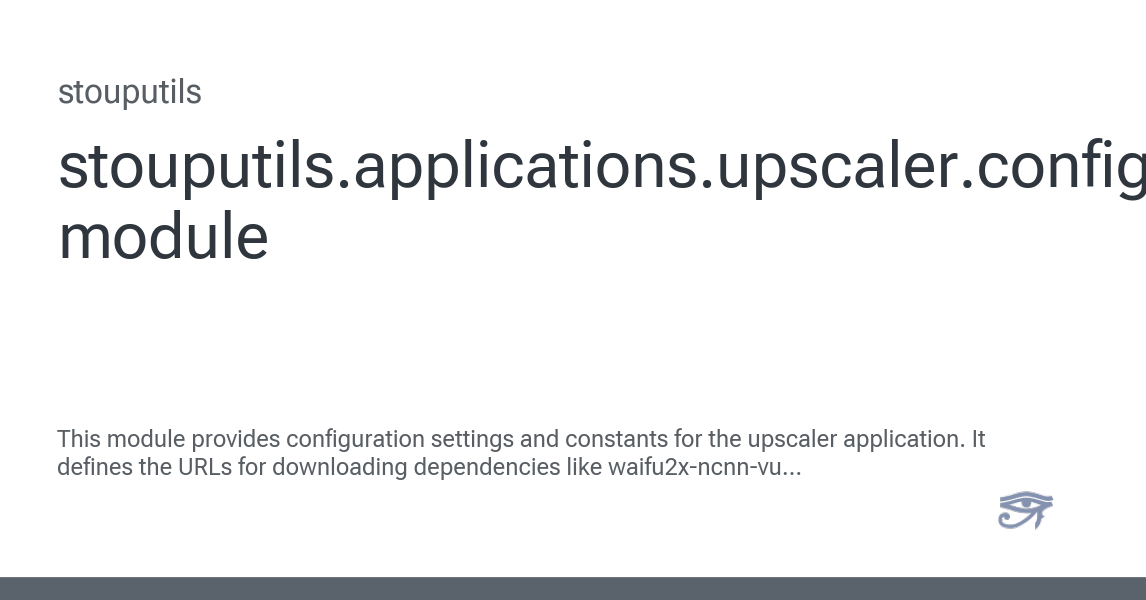 stouputils
stouputils.applications.upscaler.config
module
This module provides configuration settings and constants for the upscaler application. It
defines the URLs for downloading dependencies like waifu2x-ncnn-vu...